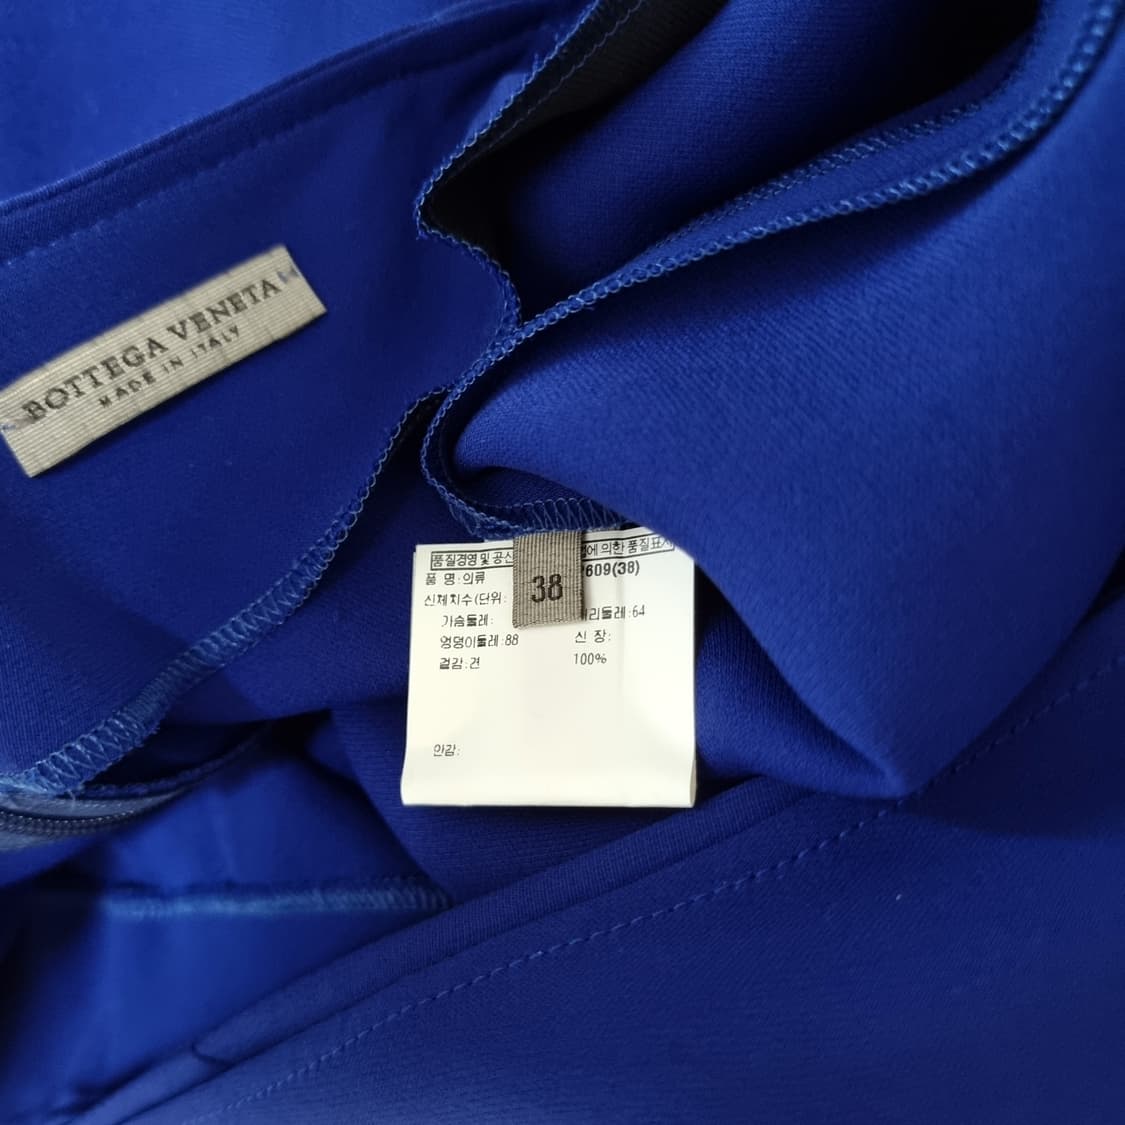 BOTTEGA VENETA
MADE IN ITALY
38
품질경영및공산 법에 의한 품질표시
품 명:의류 609(38)
신체치수(단위:
가슴둘레: 리둘레:64
엉덩이둘레:88 신 장:
겉감:견 100%
안감: